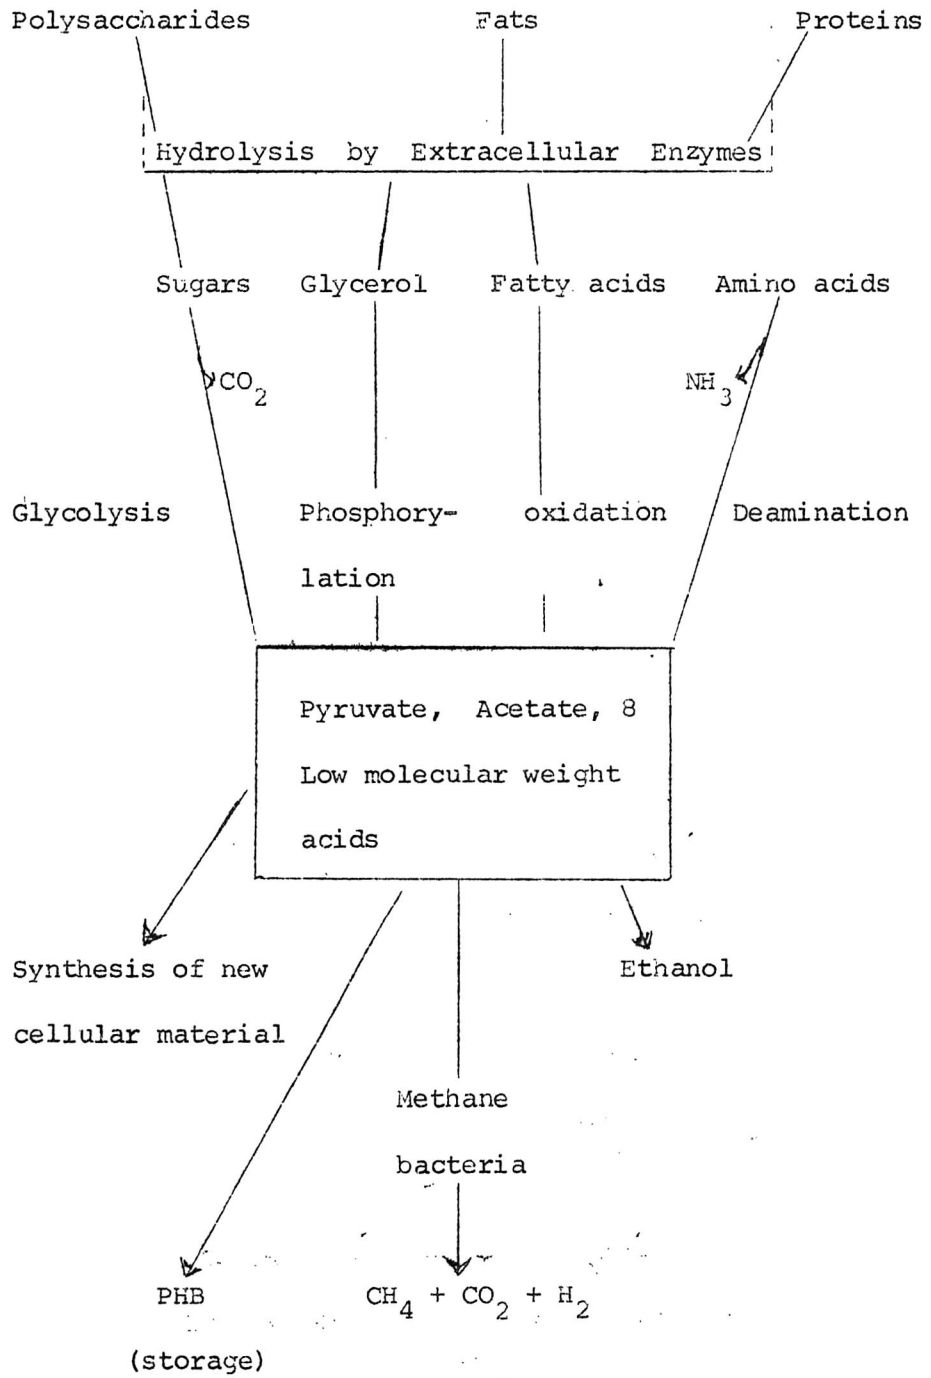 Polysaccharides Fats Proteins
Hydrolysis by Extracellular Enzymes
Sugars Glycerol Fatty acids Amino acids
CO2 NH3
Glycolysis Phosphory- oxidation Deamination
lation
Pyruvate, Acetate, 8
Low molecular weight
acids
Synthesis of new Ethanol
cellular material
Methane
bacteria
PHB CH4 + CO2 + H2
(storage)